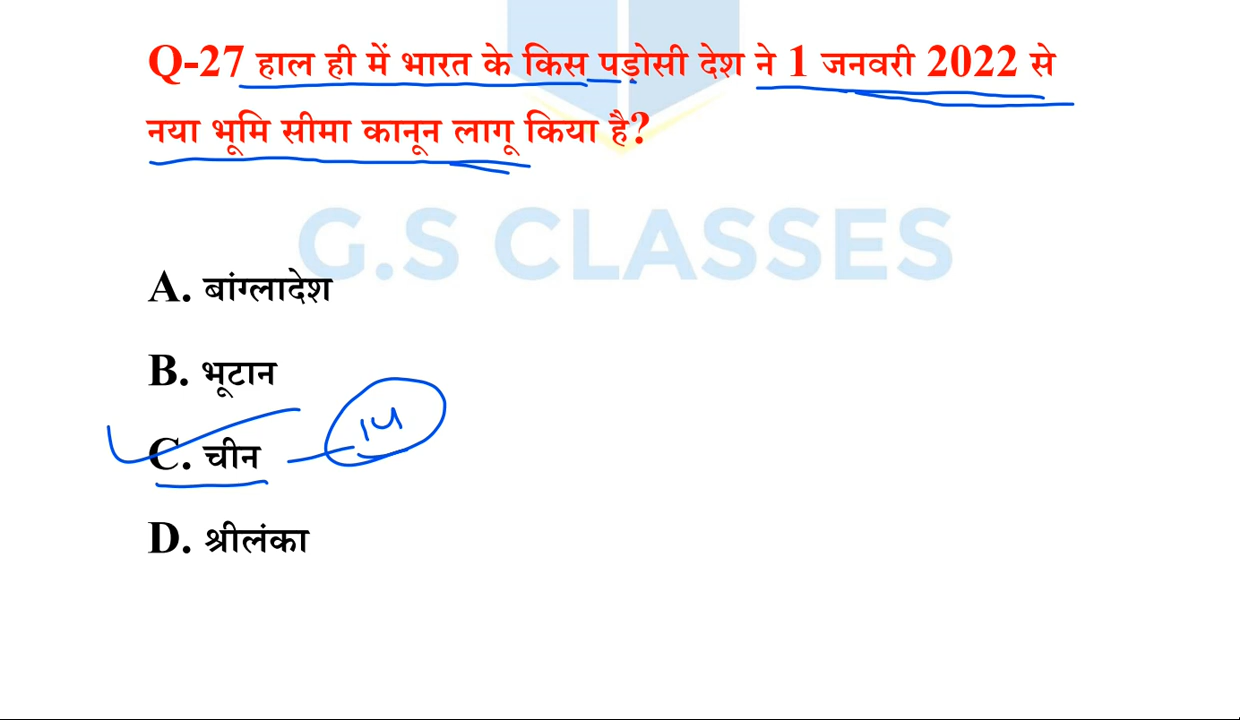 Q-27 हाल ही में भारत के किस पड़ोसी देश ने 1 जनवरी 2022 से
नया भूमि सीमा कानून लागू किया है?
G.S CLASSES
A. बांग्लादेश
B. भूटान
C. चीन 14
D. श्रीलंका